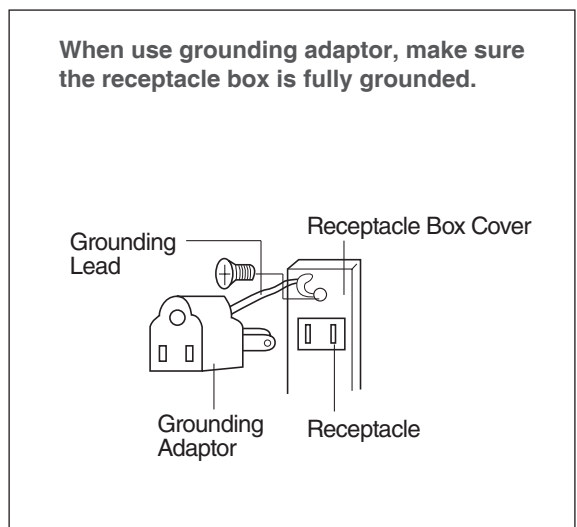 When use grounding adaptor, make sure
the receptacle box is fully grounded.
Receptacle Box Cover
Grounding
Lead
Grounding
Adaptor
Receptacle